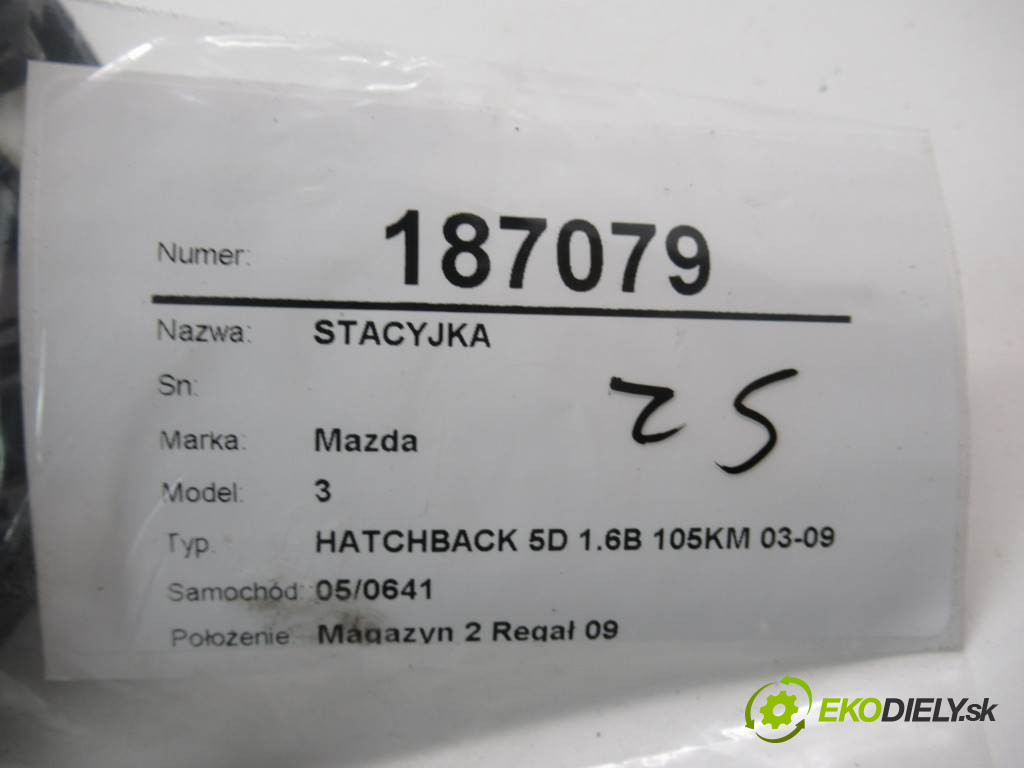 Numer: 187079
Nazwa: STACYJKA
Sn:
25
Marka: Mazda
Model: 3
Typ. HATCHBACK 5D 1.6B 105KM 03-09
Samochód: 05/0641
Położenie: Magazyn 2 Regał 09
EKODIELY.sk